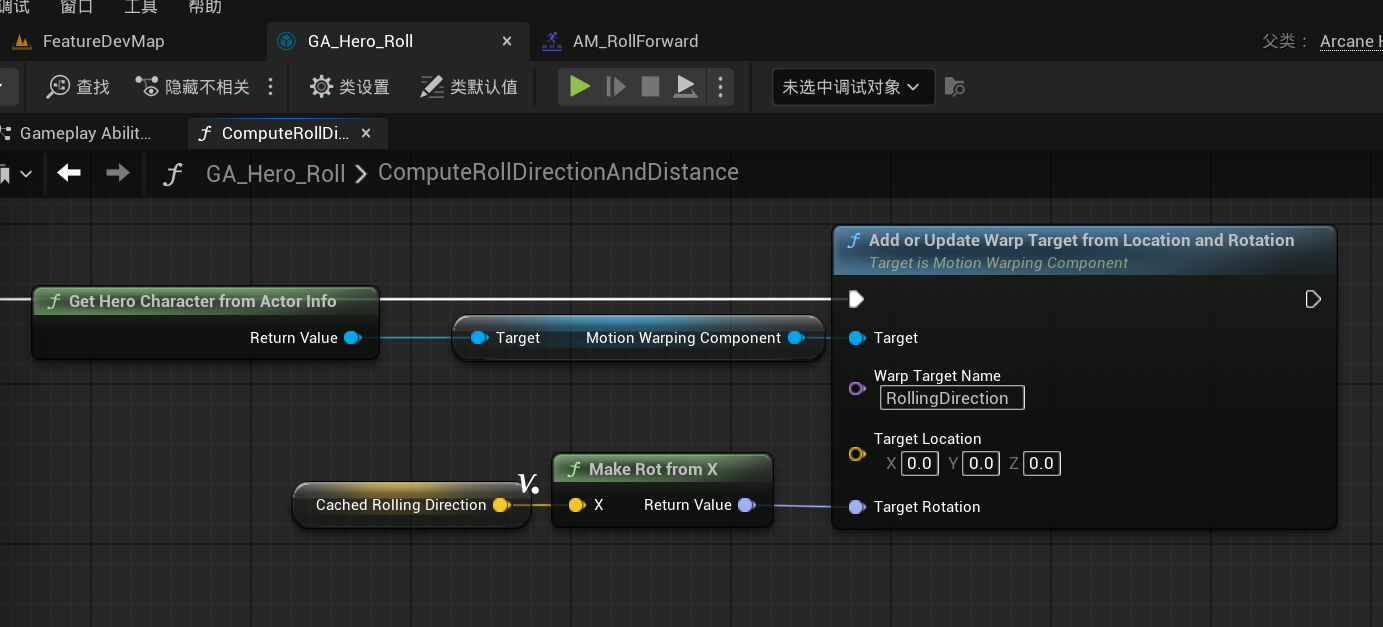 调试 窗口 工具 帮助
FeatureDevMap GA_Hero_Roll × AM_RollForward 父类： Arcane
查找 隐藏不相关 类设置 类默认值 未选中调试对象
Gameplay Abilit... f ComputeRollDi... ×
f GA_Hero_Roll > ComputeRollDirectionAndDistance
f Add or Update Warp Target from Location and Rotation
Target is Motion Warping Component
f Get Hero Character from Actor Info
Return Value
Target Motion Warping Component
Target
Warp Target Name
RollingDirection
Target Location
X 0.0 Y 0.0 Z 0.0
V.
f Make Rot from X
Cached Rolling Direction
X Return Value
Target Rotation